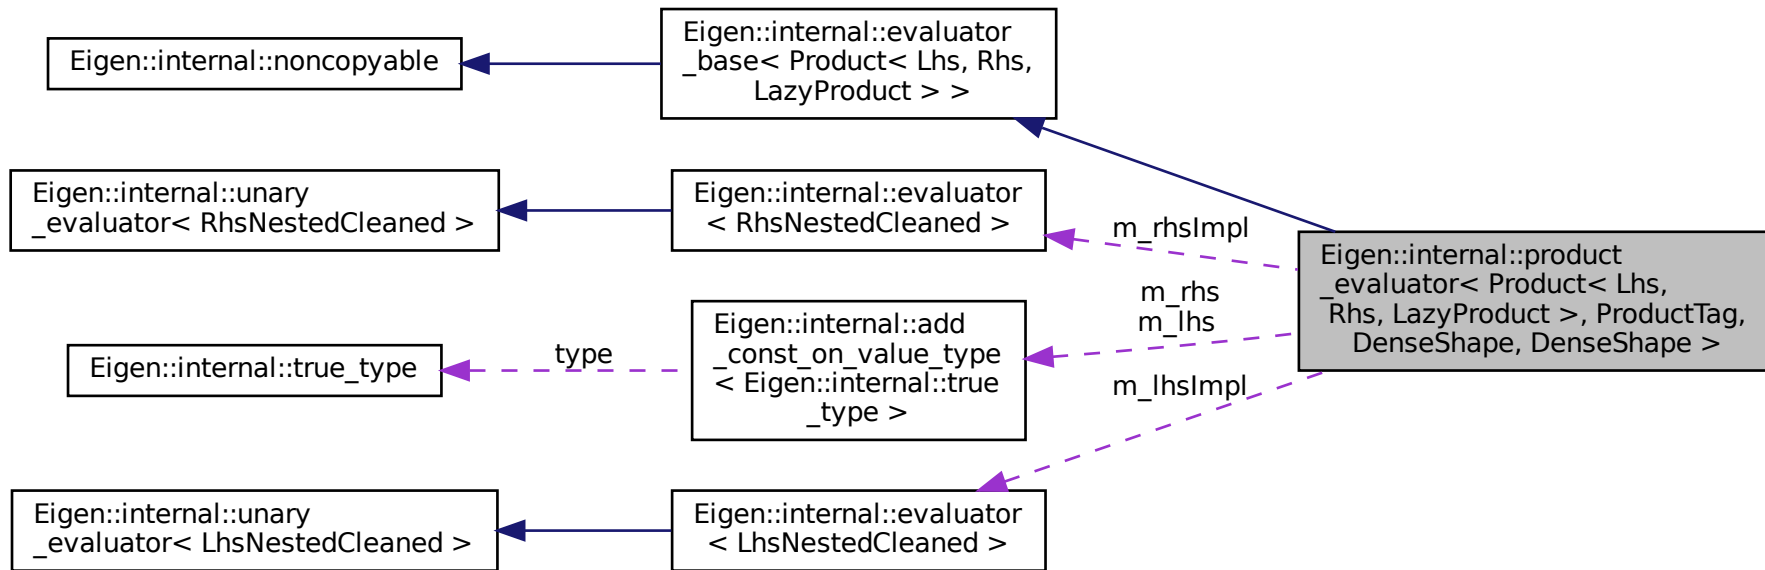 Eigen::internal::noncopyable
Eigen::internal::evaluator
_base< Product< Lhs, Rhs,
LazyProduct > >
Eigen::internal::unary
_evaluator< RhsNestedCleaned >
Eigen::internal::evaluator
< RhsNestedCleaned >
m_rhsImpl
Eigen::internal::product
_evaluator< Product< Lhs,
Rhs, LazyProduct >, ProductTag,
DenseShape, DenseShape >
Eigen::internal::true_type
type
Eigen::internal::add
_const_on_value_type
< Eigen::internal::true
_type >
m_rhs
m_lhs
m_lhsImpl
Eigen::internal::unary
_evaluator< LhsNestedCleaned >
Eigen::internal::evaluator
< LhsNestedCleaned >